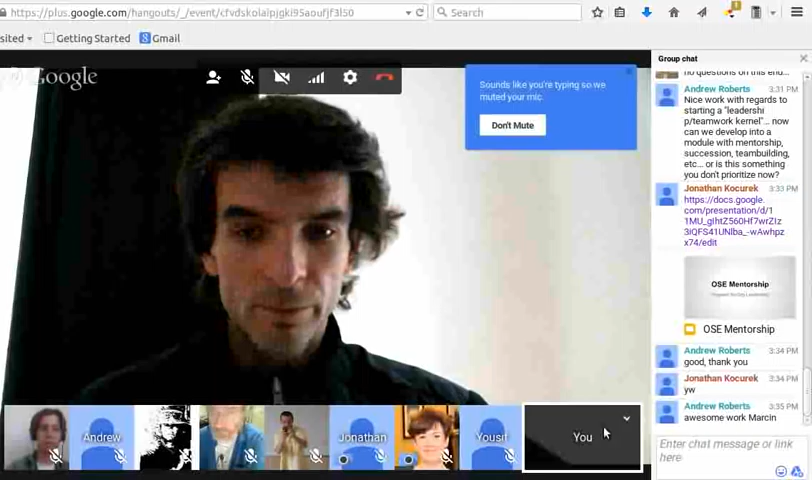 https://plus.google.com/hangouts/_/event/cfvdskolaipjgki95aoufjf3l50
Search
sited
Getting Started
Gmail
Google
Sounds like you're typing so we
muted your mic.
Don't Mute
Group chat
no questions on this end...
Andrew Roberts 3:31 PM
Nice work with regards to
starting a "leadershi
p/teamwork kernel"... now
can we develop into a
module with mentorship,
succession, teambuilding,
etc... or is this something
you don't prioritize now?
Jonathan Kocurek 3:33 PM
https://docs.google.
com/presentation/d/1
x74/edit
OSE Mentorship
OSE Mentorship
Andrew Roberts 3:34 PM
good, thank you
Jonathan Kocurek 3:34 PM
yw
Andrew Roberts 3:35 PM
awesome work Marcin
Enter chat message or link
here
Andrew
Jonathan
Yousif
You